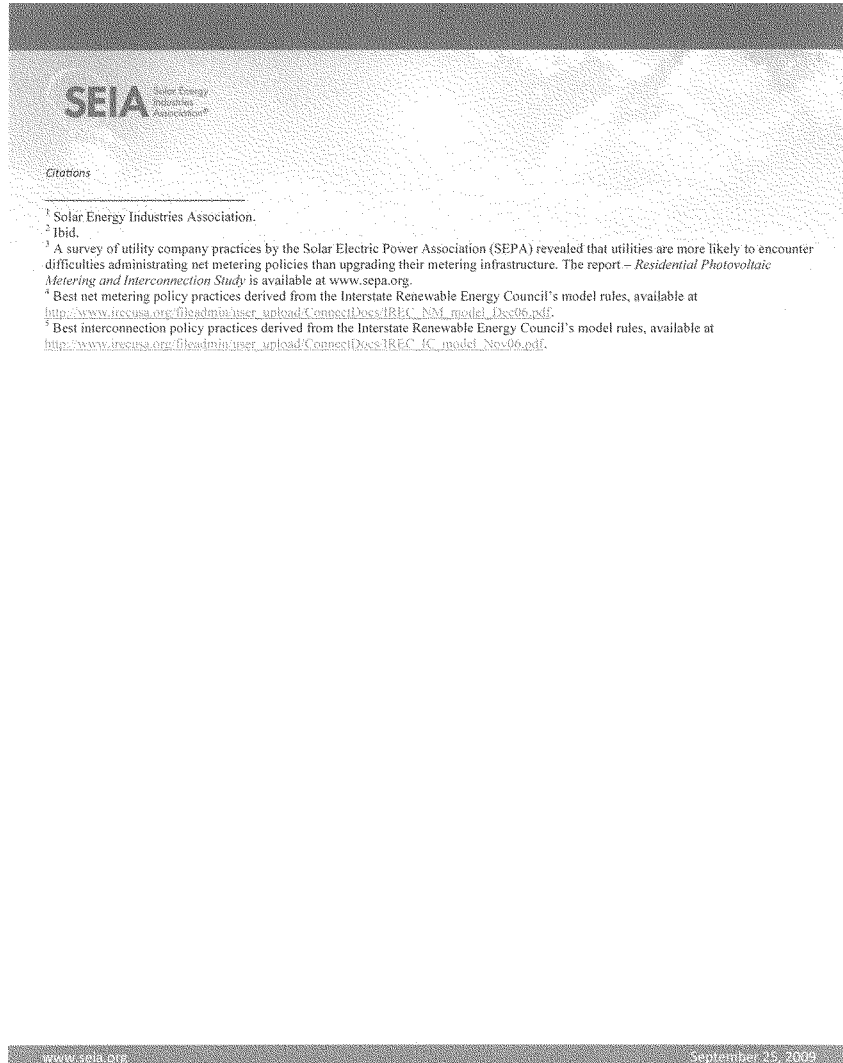 SEIA Solar Energy
Industries
Association®
Citations
1 Solar Energy Industries Association.
2 Ibid.
3 A survey of utility company practices by the Solar Electric Power Association (SEPA) revealed that utilities are more likely to encounter
difficulties administrating net metering policies than upgrading their metering infrastructure. The report – Residential Photovoltaic
Metering and Interconnection Study is available at www.sepa.org.
4 Best net metering policy practices derived from the Interstate Renewable Energy Council's model rules, available at
http://www.irecusa.org/fileadmin/user_upload/ConnectDocs/IREC_NM_model_Dec06.pdf.
5 Best interconnection policy practices derived from the Interstate Renewable Energy Council's model rules, available at
http://www.irecusa.org/fileadmin/user_upload/ConnectDocs/IREC_IC_model_Nov06.pdf.
www.seia.org September 25, 2009